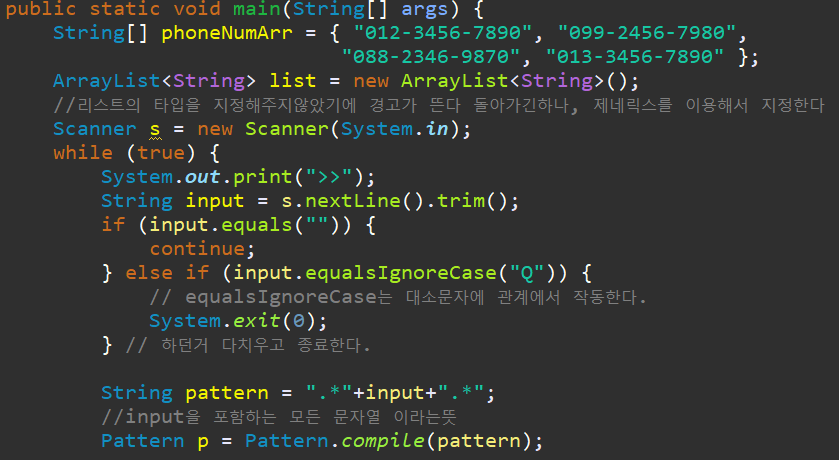 public static void main(String[] args) {
String[] phoneNumArr = { "012-3456-7890", "099-2456-7980",
"088-2346-9870", "013-3456-7890" };
ArrayList<String> list = new ArrayList<String>();
//리스트의 타입을 지정해주지않았기에 경고가 뜬다 돌아가긴하나, 제네릭스를 이용해서 지정한다
Scanner s = new Scanner(System.in);
while (true) {
System.out.print(">>");
String input = s.nextLine().trim();
if (input.equals("")) {
continue;
} else if (input.equalsIgnoreCase("Q")) {
// equalsIgnoreCase는 대소문자에 관계에서 작동한다.
System.exit(0);
} // 하던거 다치우고 종료한다.
String pattern = ".*"+input+".*";
//input을 포함하는 모든 문자열 이라는뜻
Pattern p = Pattern.compile(pattern);